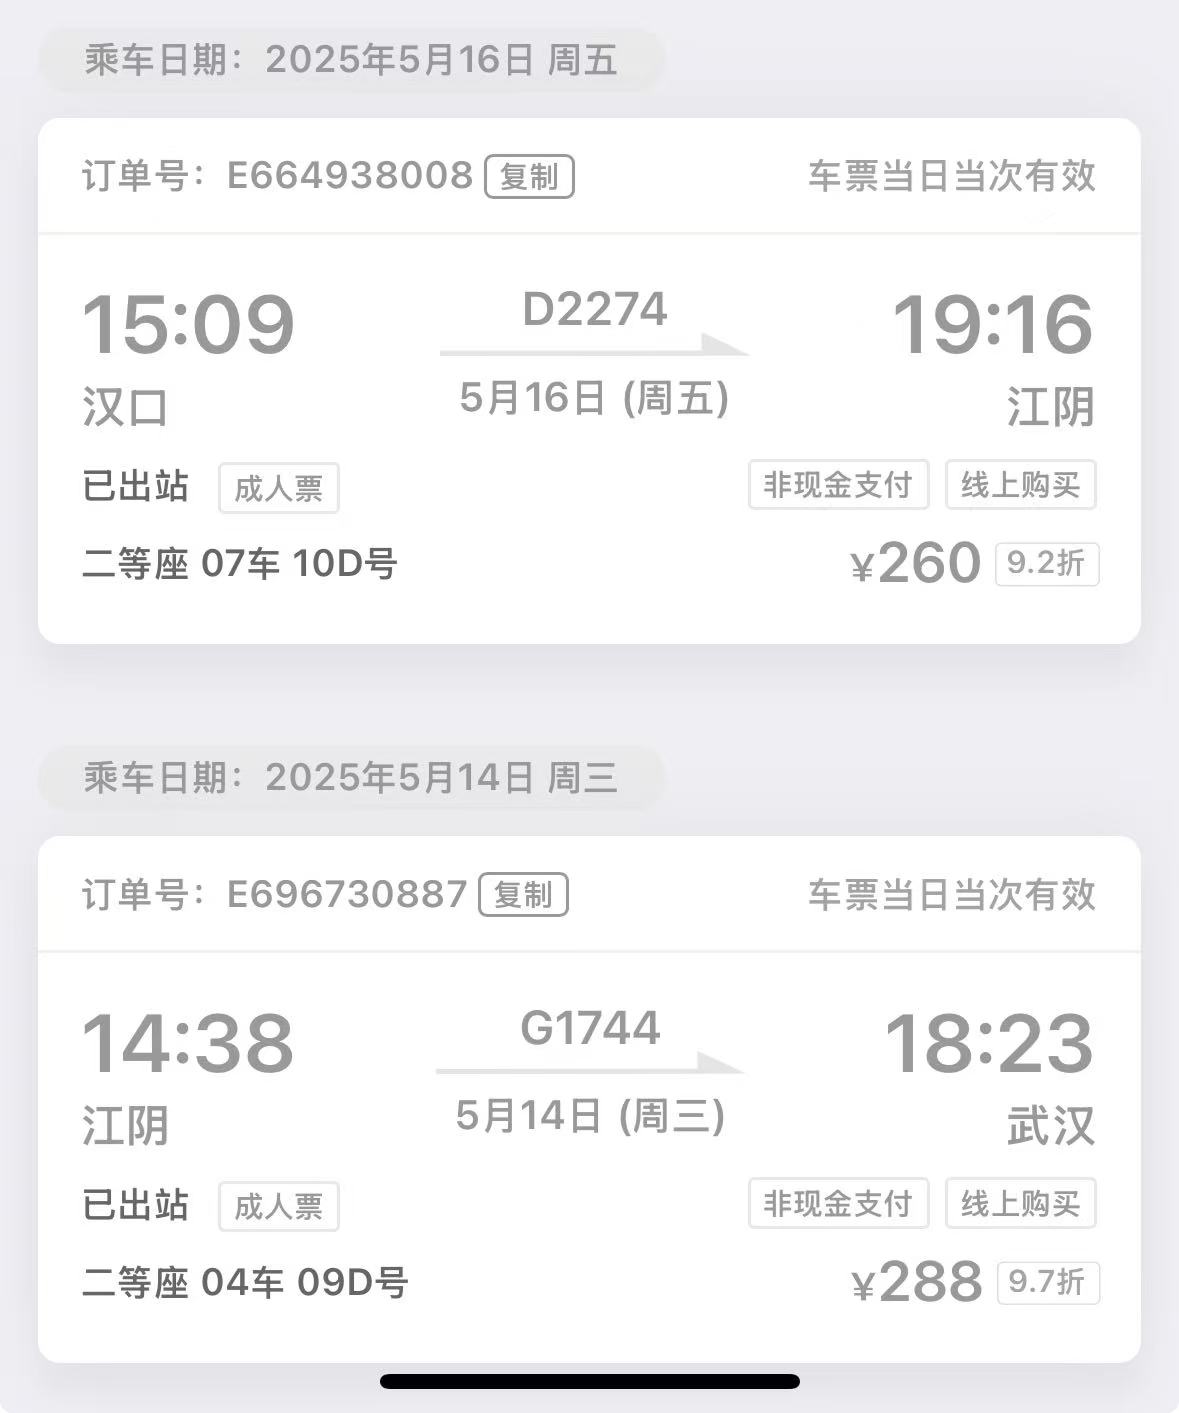 乘车日期：2025年5月16日 周五
订单号：E664938008 复制 车票当日当次有效
15:09 D2274 19:16
汉口 5月16日 (周五) 江阴
已出站 成人票 非现金支付 线上购买
二等座 07车 10D号 ¥260 9.2折
乘车日期：2025年5月14日 周三
订单号：E696730887 复制 车票当日当次有效
14:38 G1744 18:23
江阴 5月14日 (周三) 武汉
已出站 成人票 非现金支付 线上购买
二等座 04车 09D号 ¥288 9.7折